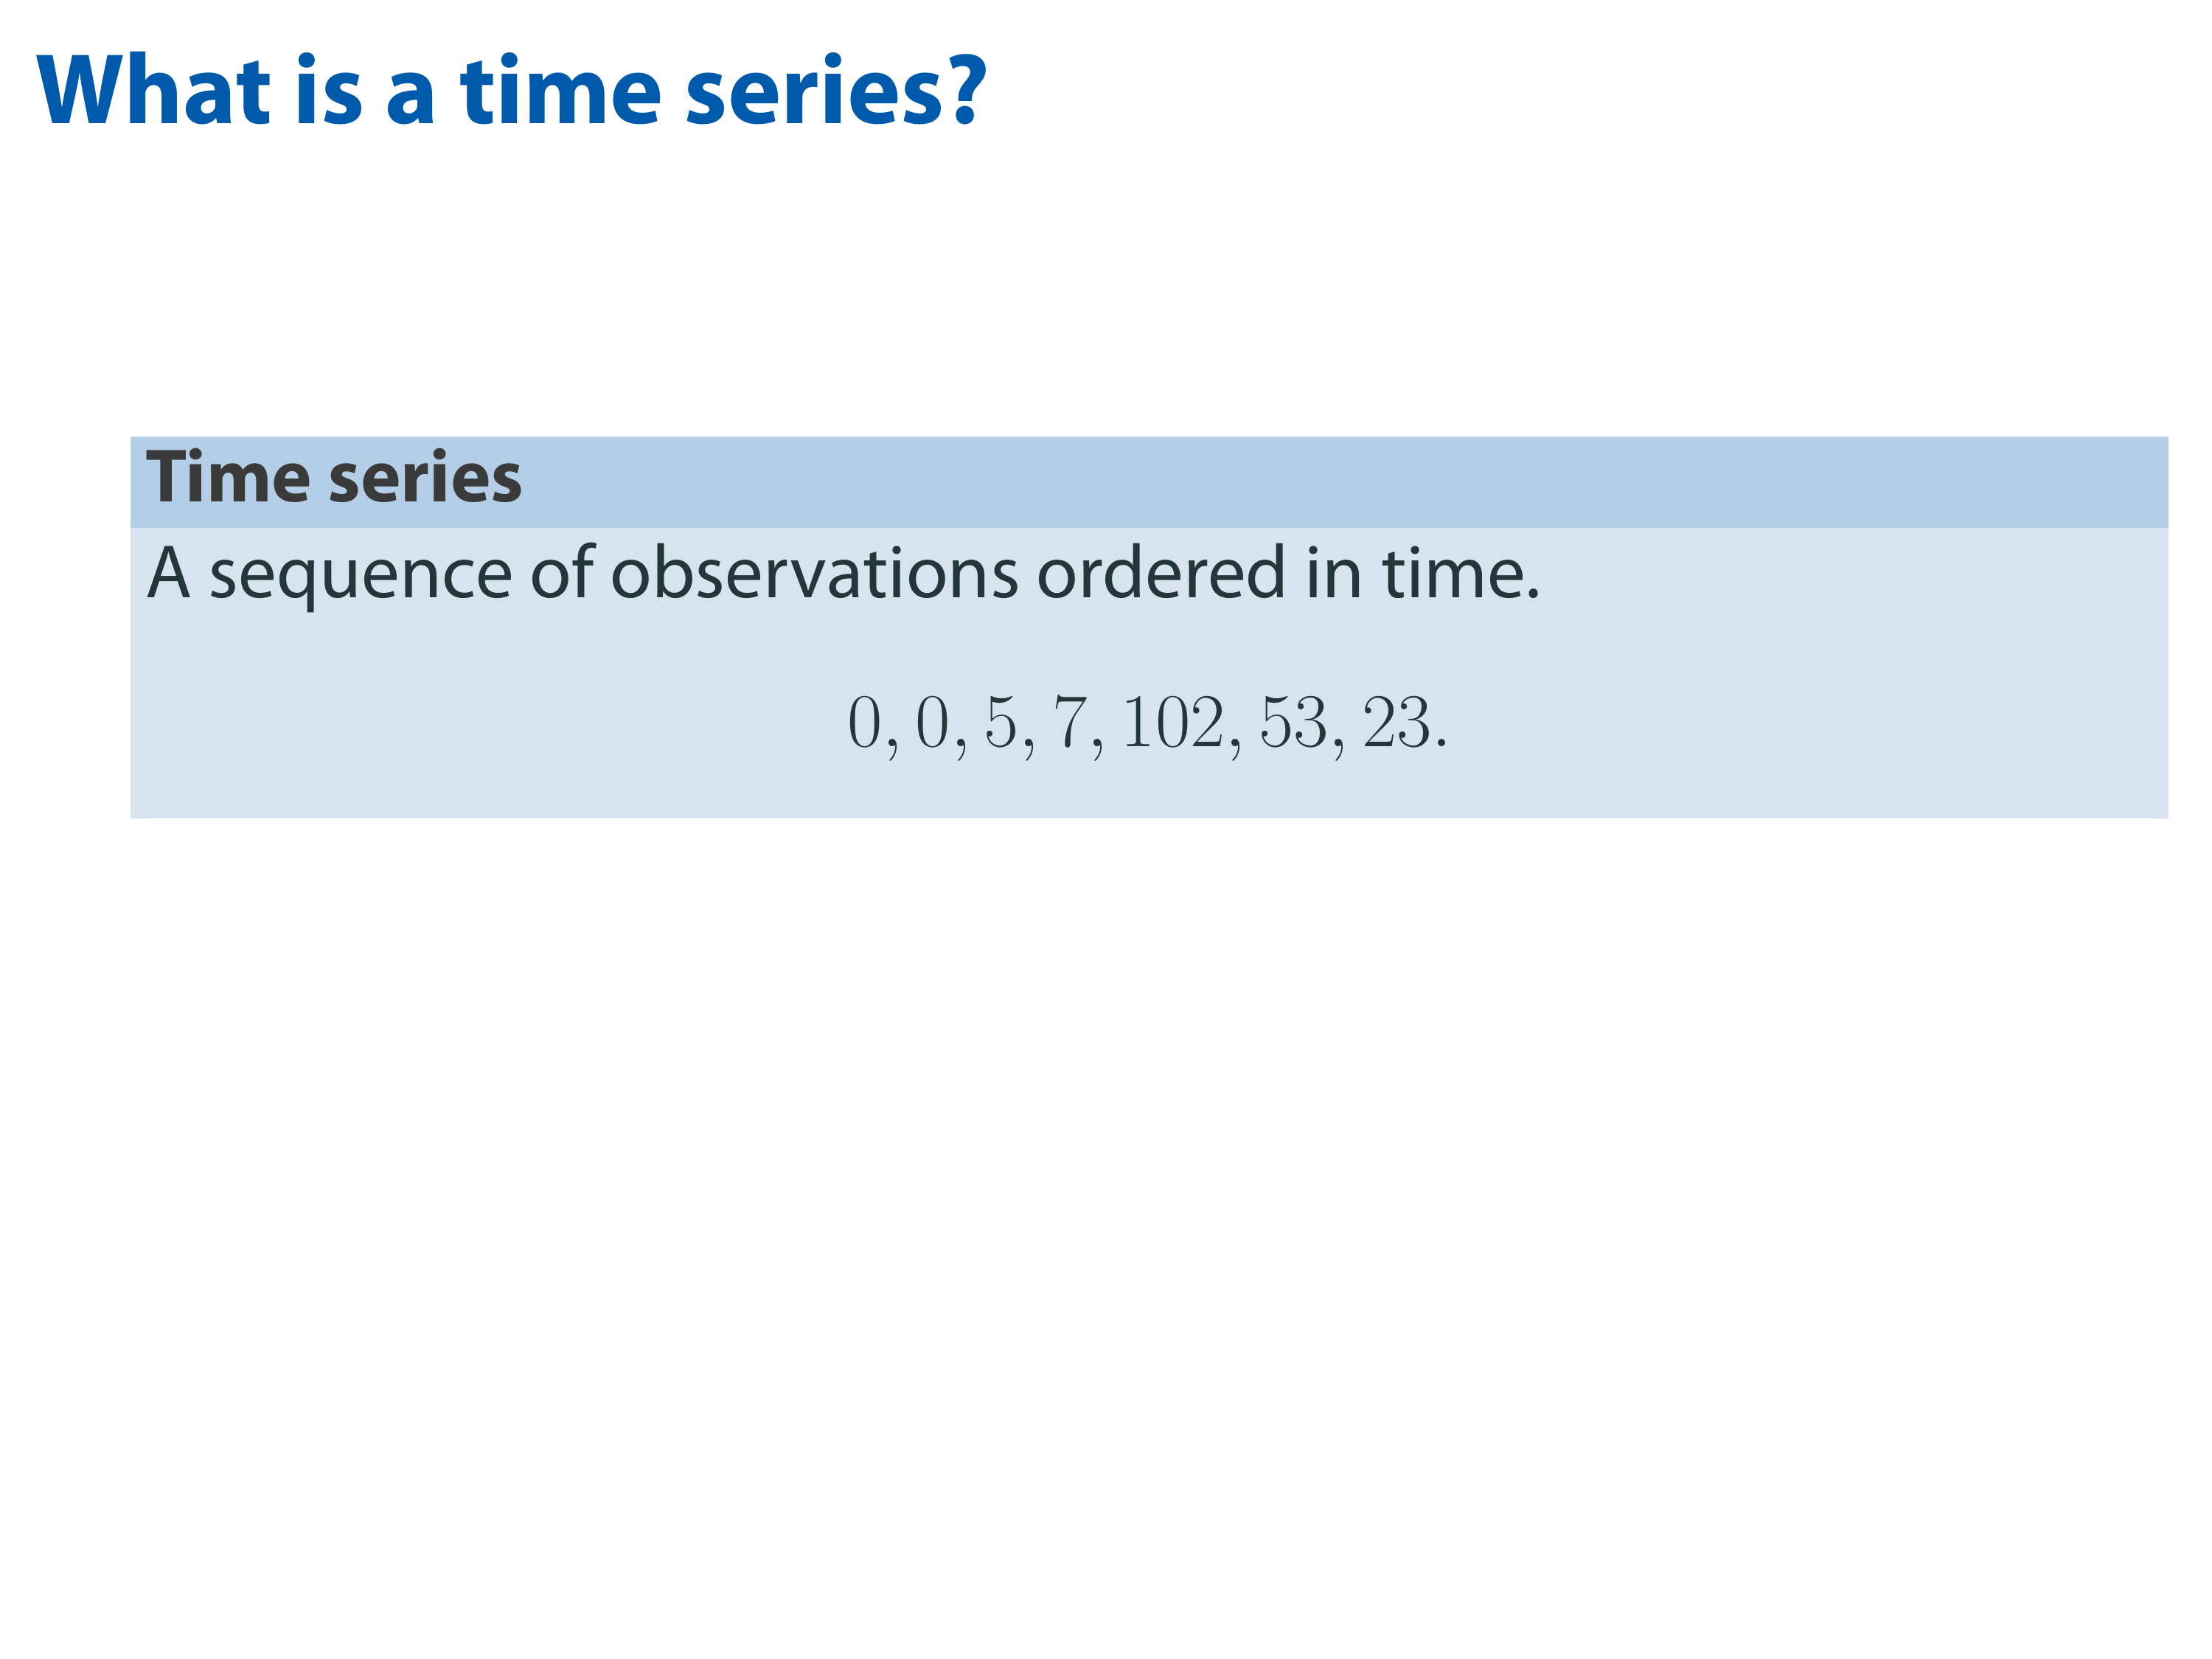 What is a time series?
Time series
A sequence of observations ordered in time.
0, 0, 5, 7, 102, 53, 23.